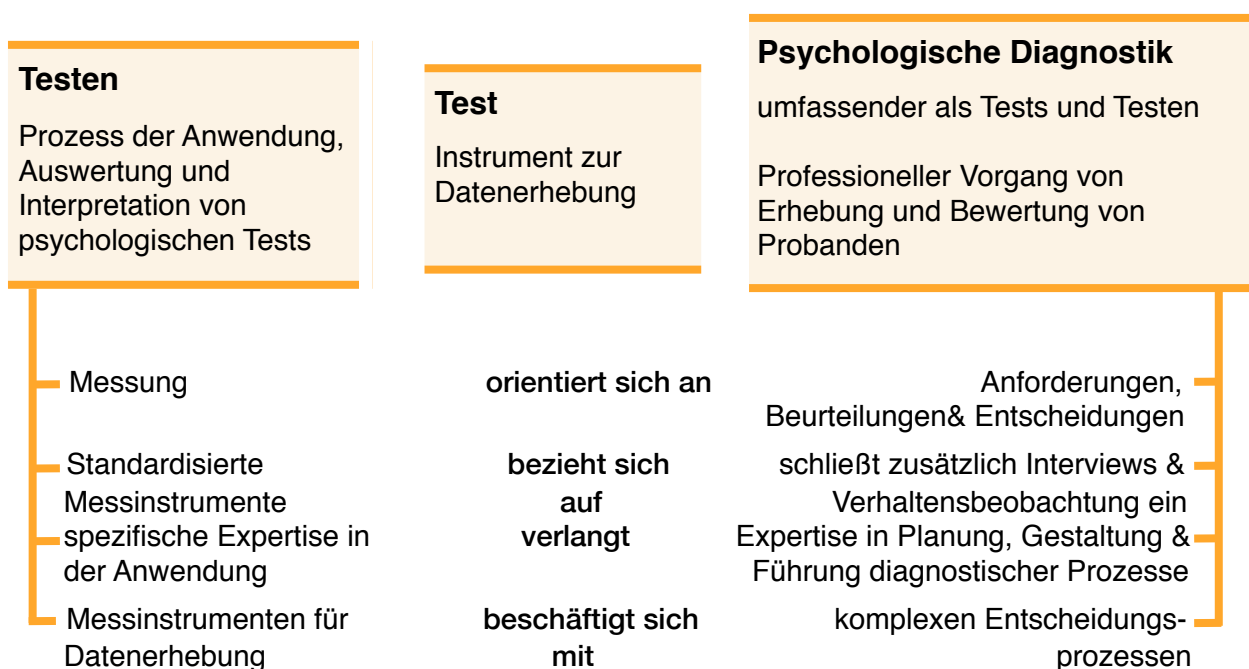 Testen
Prozess der Anwendung,
Auswertung und
Interpretation von
psychologischen Tests
Test
Instrument zur
Datenerhebung
Psychologische Diagnostik
umfassender als Tests und Testen
Professioneller Vorgang von
Erhebung und Bewertung von
Probanden
Messung
orientiert sich an
Anforderungen,
Beurteilungen& Entscheidungen
Standardisierte
Messinstrumente
bezieht sich
auf
schließt zusätzlich Interviews &
Verhaltensbeobachtung ein
spezifische Expertise in
der Anwendung
verlangt
Expertise in Planung, Gestaltung &
Führung diagnostischer Prozesse
Messinstrumenten für
Datenerhebung
beschäftigt sich
mit
komplexen Entscheidungs-
prozessen